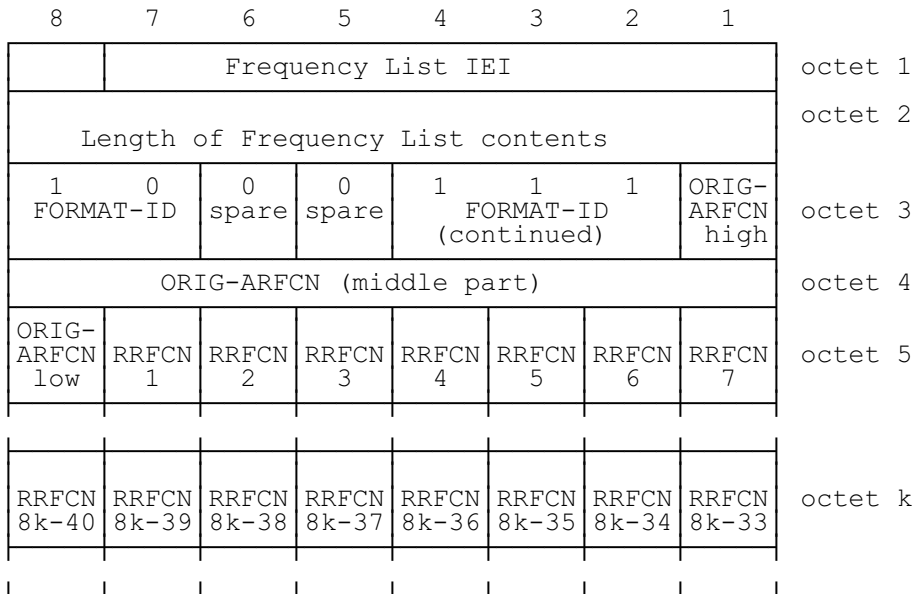 8 7 6 5 4 3 2 1
Frequency List IEI octet 1
octet 2
Length of Frequency List contents
1 0 0 0 1 1 1 ORIG-
FORMAT-ID spare spare FORMAT-ID ARFCN octet 3
(continued) high
ORIG-ARFCN (middle part) octet 4
ORIG-
ARFCN RRFCN RRFCN RRFCN RRFCN RRFCN RRFCN RRFCN octet 5
low 1 2 3 4 5 6 7
RRFCN RRFCN RRFCN RRFCN RRFCN RRFCN RRFCN RRFCN octet k
8k-40 8k-39 8k-38 8k-37 8k-36 8k-35 8k-34 8k-33